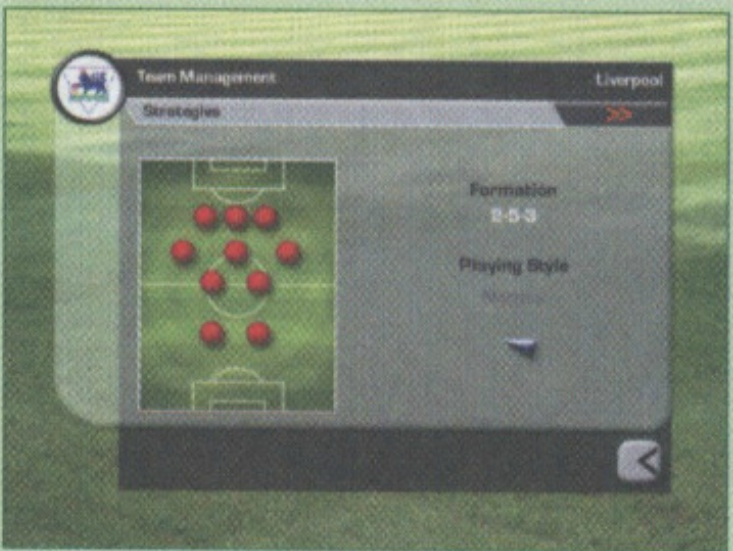 Team Management
Liverpool
Strategies
>>
Formation
2-5-3
Playing Style